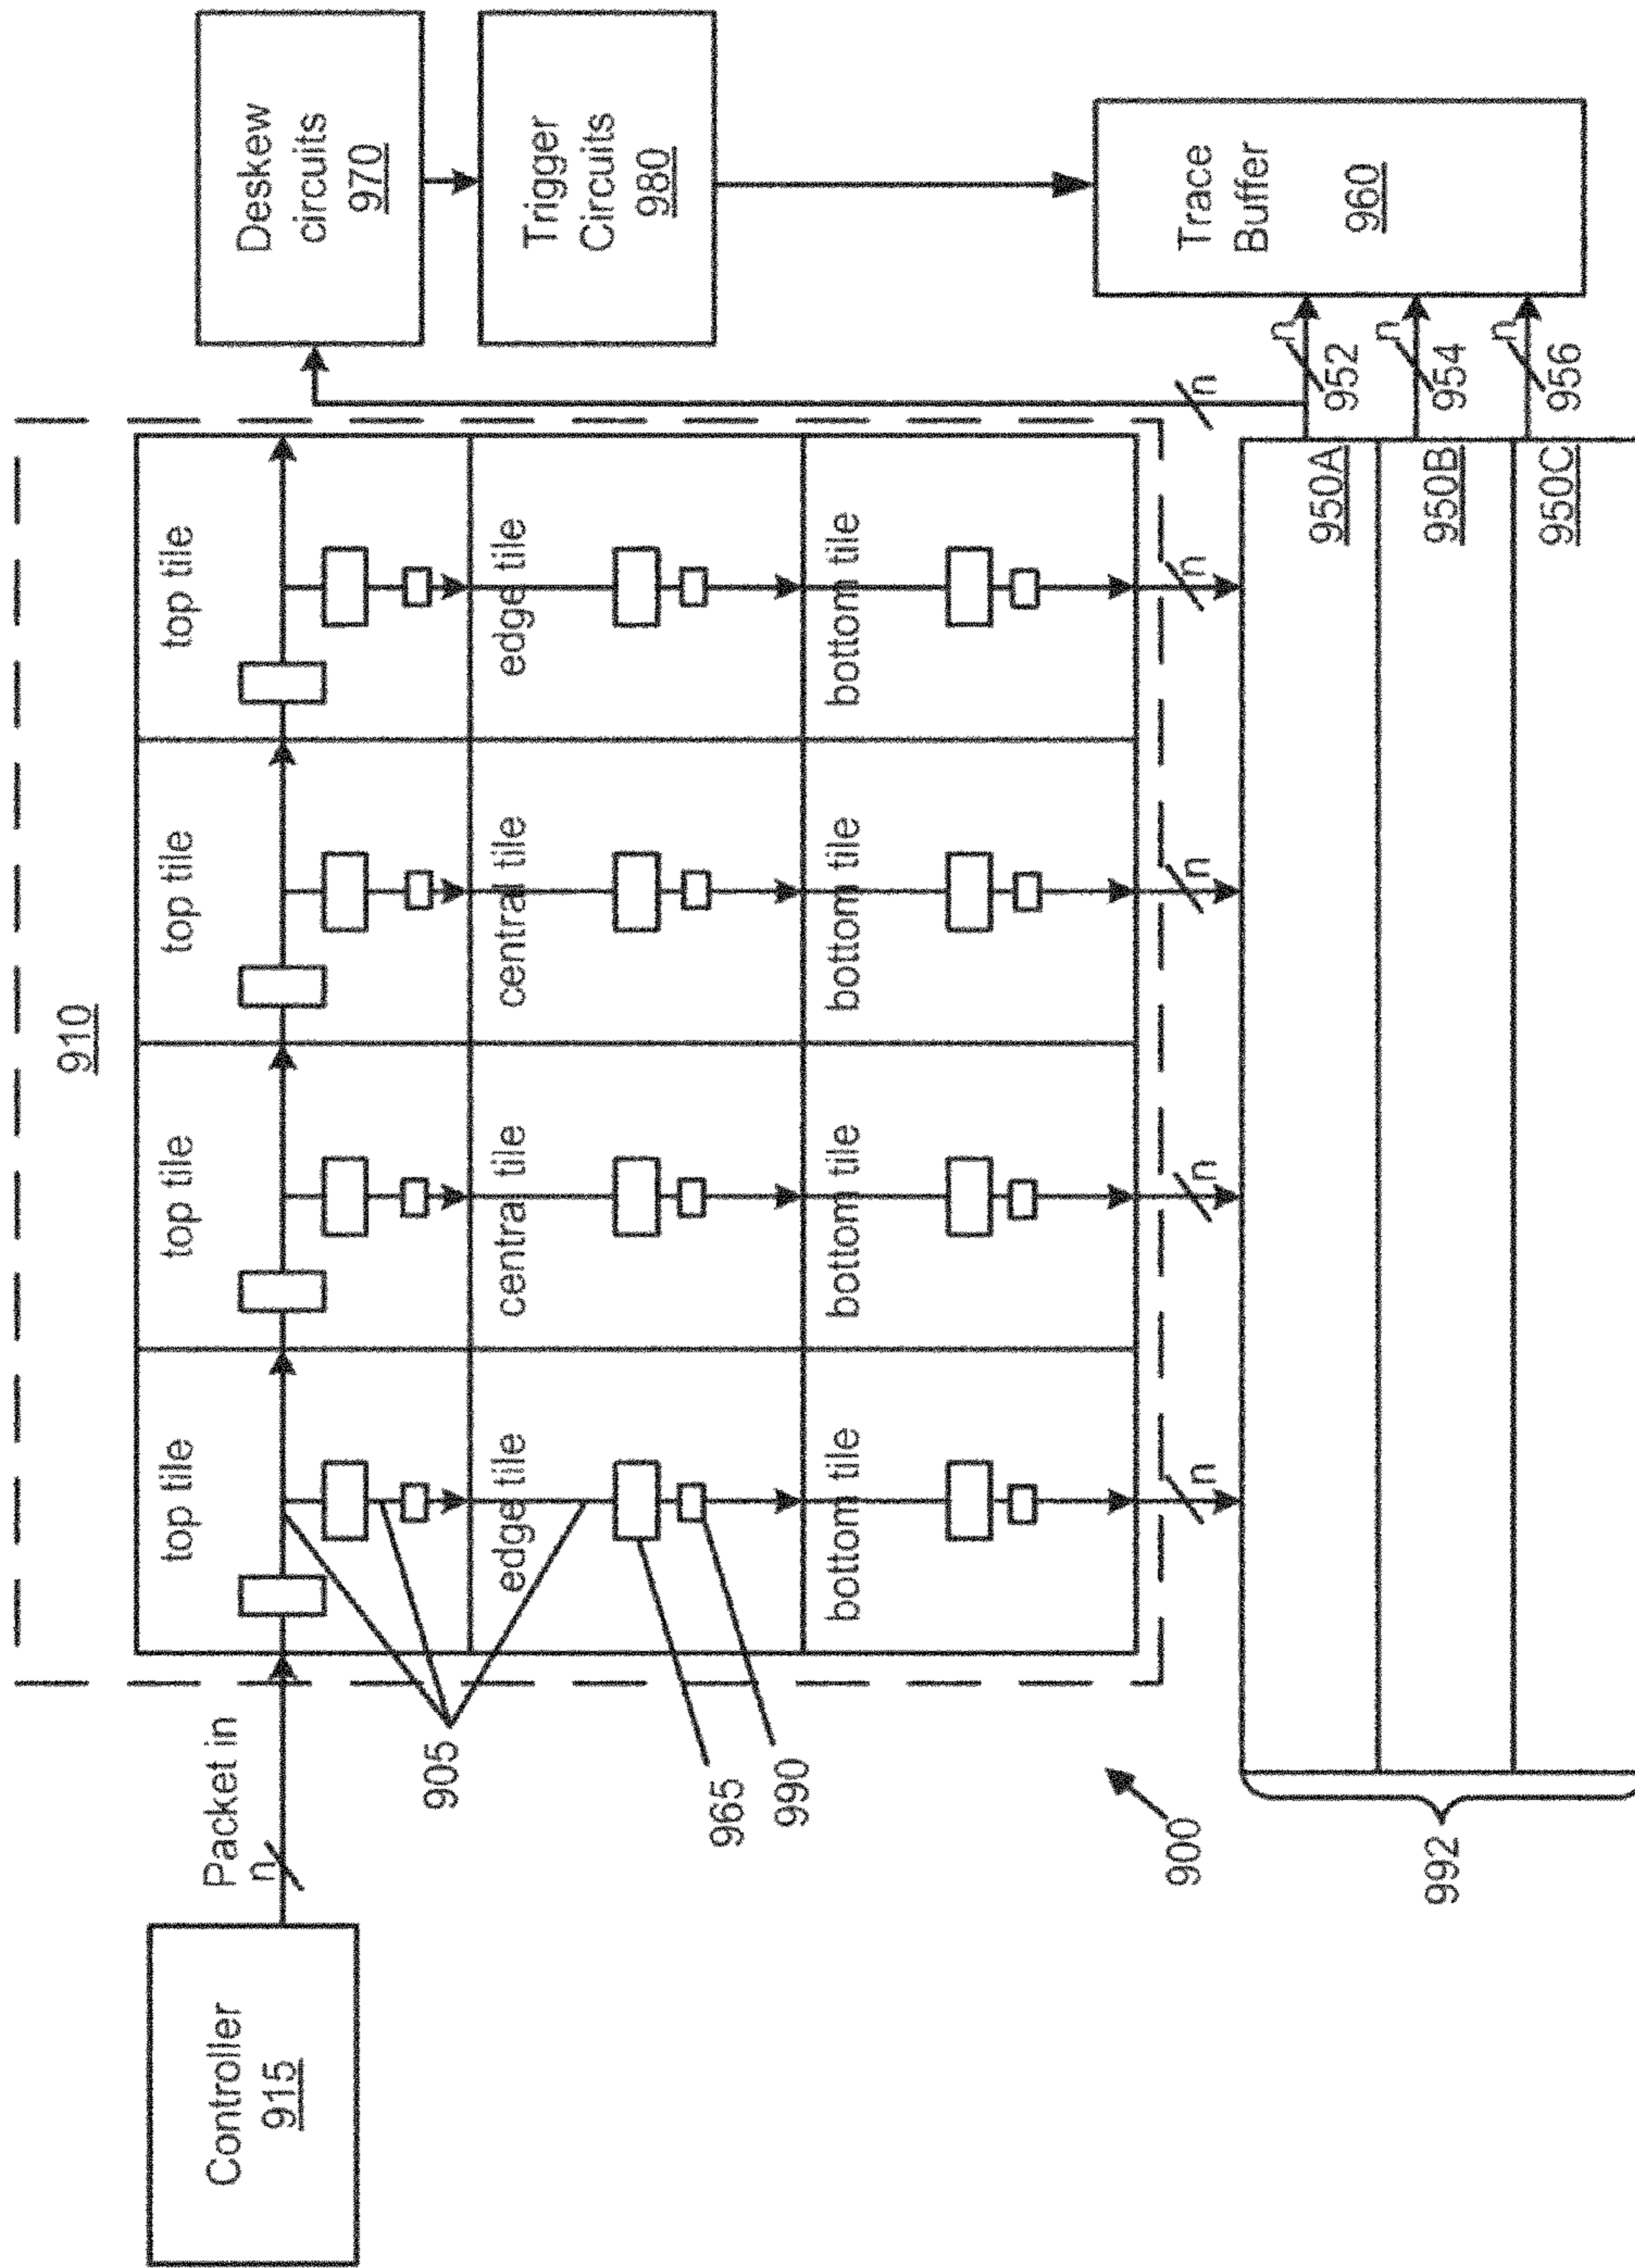 910
Controller
915
Packet in
n
top tile
top tile
top tile
top tile
Deskew
circuits
970
905
edge tile
central tile
central tile
edge tile
Trigger
Circuits
980
965
990
bottom tile
bottom tile
bottom tile
bottom tile
n
n
n
n
n
900
Trace
Buffer
960
992
950A
n
952
950B
n
954
950C
n
956